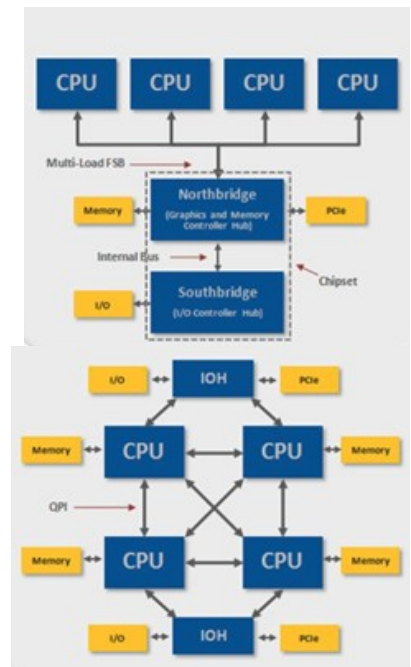 CPU CPU CPU CPU
Multi-Load FSB
Northbridge
Memory (Graphics and Memory PCIe
Controller Hub)
Internal Bus
Chipset
Southbridge
I/O (I/O Controller Hub)
I/O IOH PCIe
Memory CPU CPU Memory
QPI
Memory CPU CPU Memory
I/O IOH PCIe